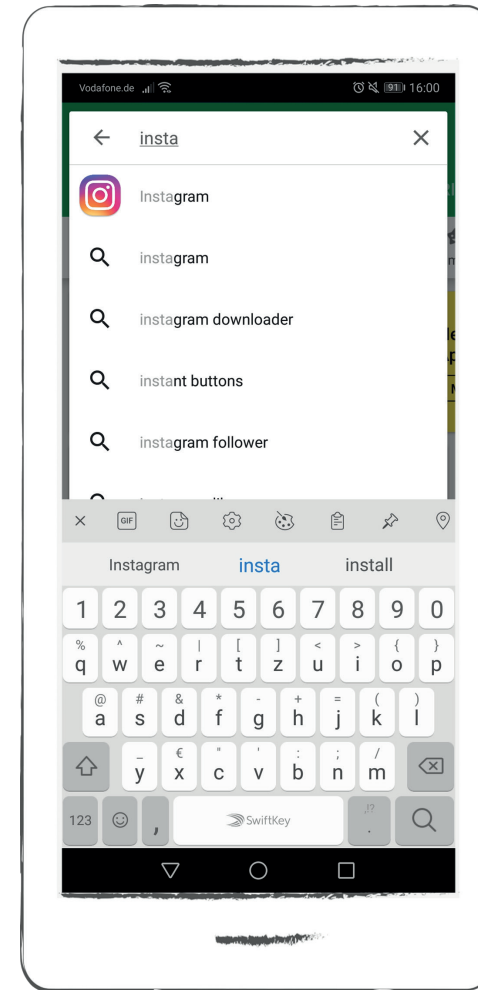 Vodafone.de 91 16:00
insta
Instagram
instagram
instagram downloader
instant buttons
instagram follower
GIF
Instagram insta install
1 2 3 4 5 6 7 8 9 0
% ^ ~ | [ ] < > { }
q w e r t z u i o p
@ # & * - + = ( )
a s d f g h j k l
_ € " ' : ; /
y x c v b n m
,!?
123 , SwiftKey .